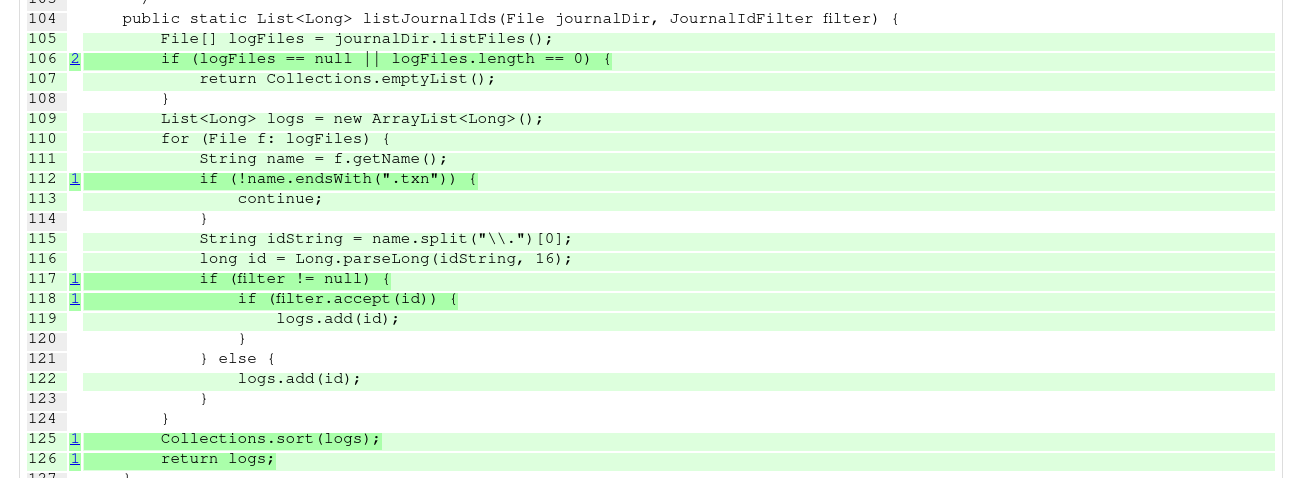 103 }
104 public static List<Long> listJournalIds(File journalDir, JournalIdFilter filter) {
105 File[] logFiles = journalDir.listFiles();
106 2 if (logFiles == null || logFiles.length == 0) {
107 return Collections.emptyList();
108 }
109 List<Long> logs = new ArrayList<Long>();
110 for (File f: logFiles) {
111 String name = f.getName();
112 1 if (!name.endsWith(".txn")) {
113 continue;
114 }
115 String idString = name.split("\\.")[0];
116 long id = Long.parseLong(idString, 16);
117 1 if (filter != null) {
118 1 if (filter.accept(id)) {
119 logs.add(id);
120 }
121 } else {
122 logs.add(id);
123 }
124 }
125 1 Collections.sort(logs);
126 1 return logs;
127 }